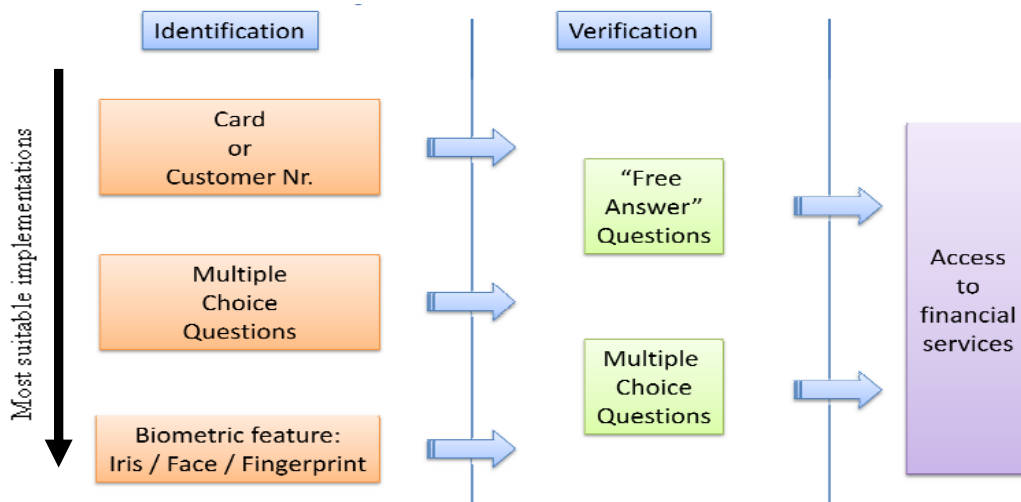 Identification
Verification
Most suitable implementations
Card
or
Customer Nr.
Multiple
Choice
Questions
Biometric feature:
Iris / Face / Fingerprint
“Free
Answer”
Questions
Multiple
Choice
Questions
Access
to
financial
services